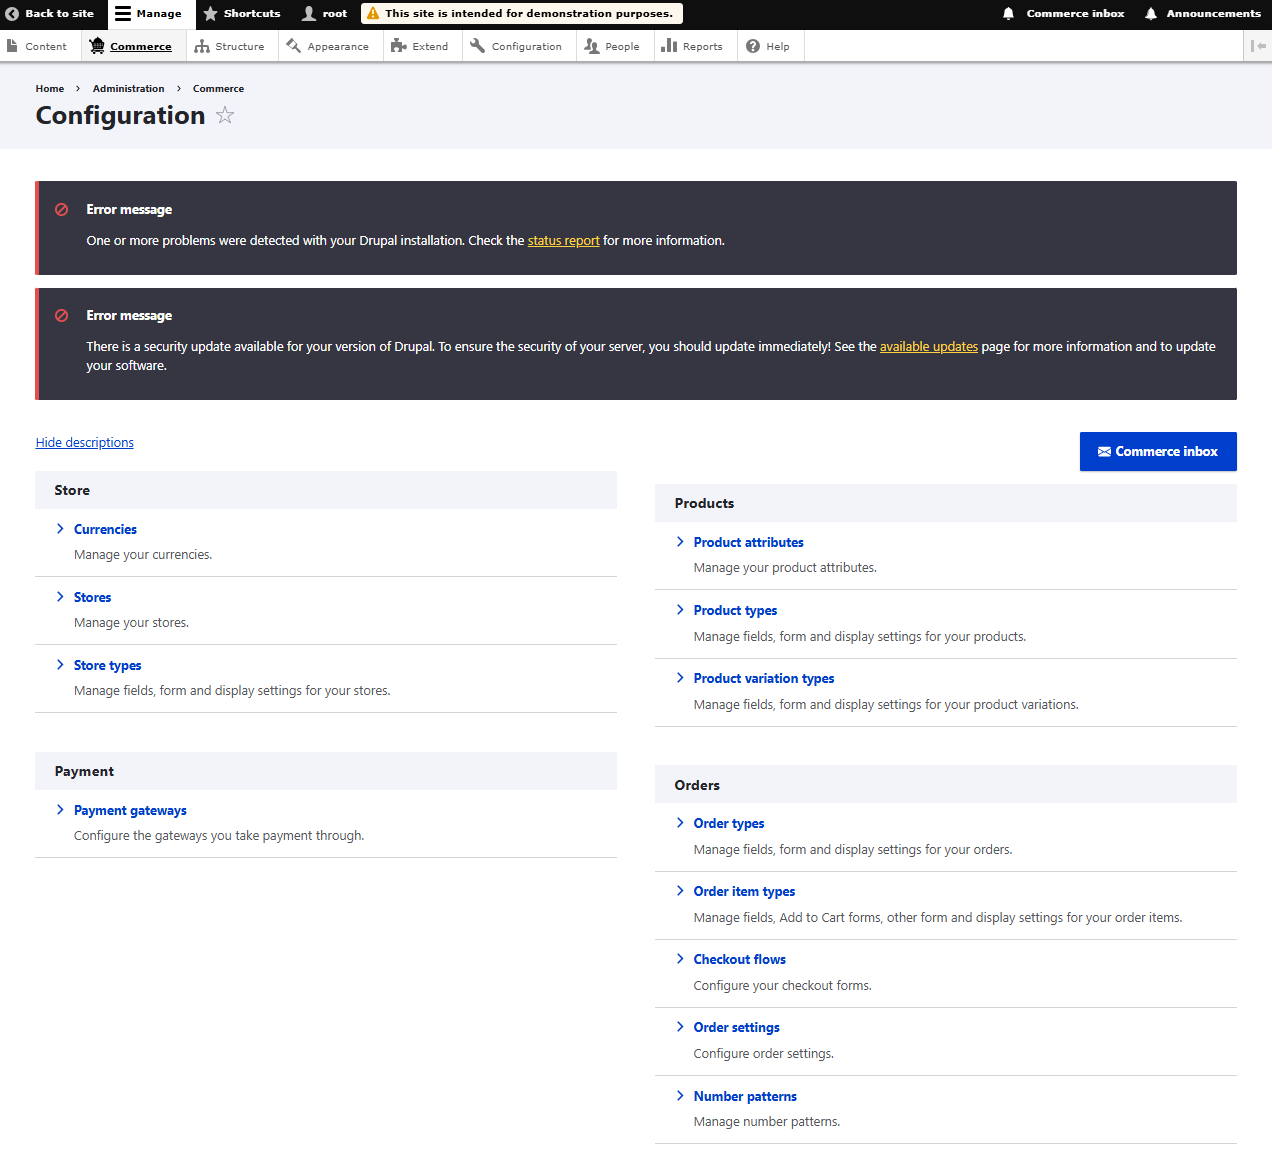 Back to site
Manage
Shortcuts
root
This site is intended for demonstration purposes.
Commerce inbox
Announcements
Content
Commerce
Structure
Appearance
Extend
Configuration
People
Reports
Help
Home › Administration › Commerce
Configuration
Error message
One or more problems were detected with your Drupal installation. Check the status report for more information.
Error message
There is a security update available for your version of Drupal. To ensure the security of your server, you should update immediately! See the available updates page for more information and to update
your software.
Hide descriptions
Commerce inbox
Store
Currencies
Manage your currencies.
Stores
Manage your stores.
Store types
Manage fields, form and display settings for your stores.
Payment
Payment gateways
Configure the gateways you take payment through.
Products
Product attributes
Manage your product attributes.
Product types
Manage fields, form and display settings for your products.
Product variation types
Manage fields, form and display settings for your product variations.
Orders
Order types
Manage fields, form and display settings for your orders.
Order item types
Manage fields, Add to Cart forms, other form and display settings for your order items.
Checkout flows
Configure your checkout forms.
Order settings
Configure order settings.
Number patterns
Manage number patterns.